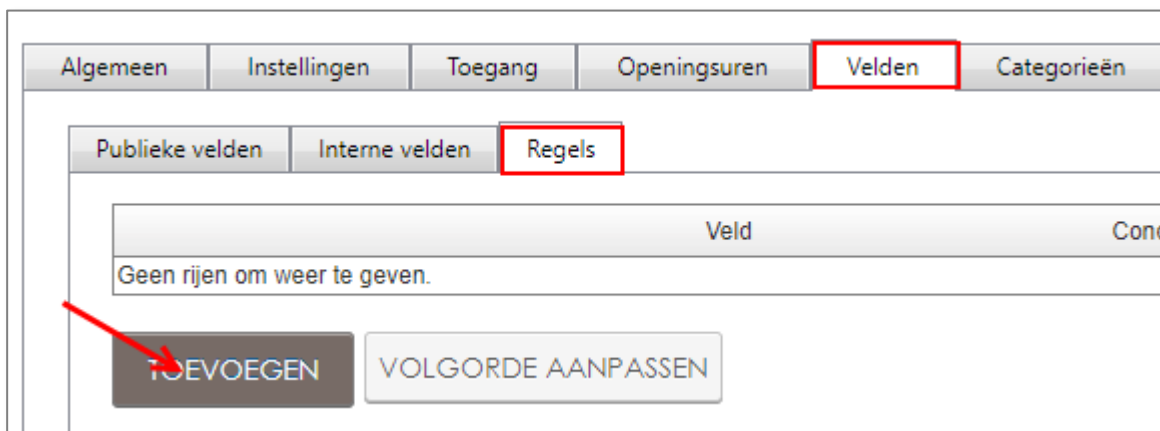 Algemeen Instellingen Toegang Openingsuren Velden Categorieën
Publieke velden Interne velden Regels
Veld
Geen rijen om weer te geven.
TOEVOEGEN VOLGORDE AANPASSEN